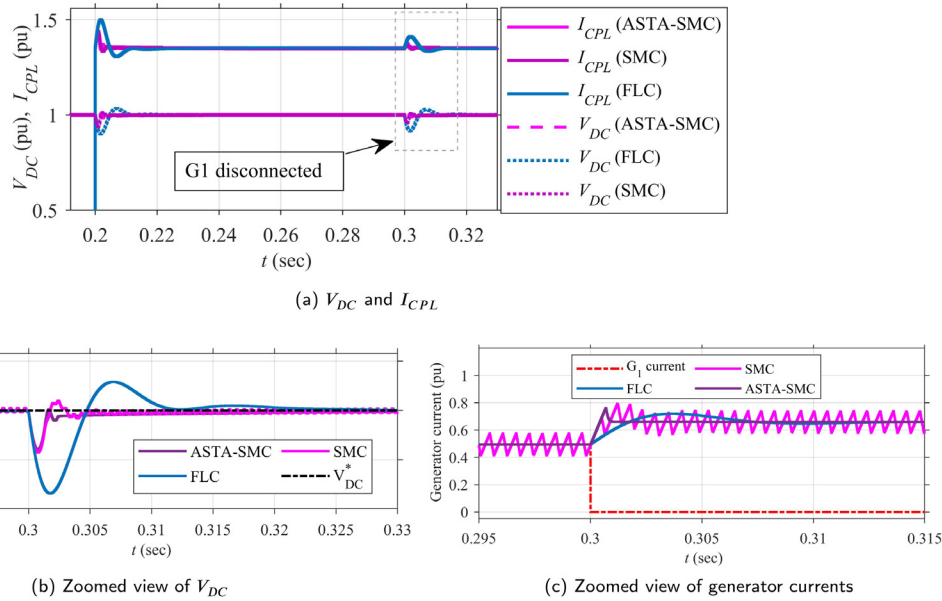 V_DC (pu), I_CPL (pu)
1.5
1
0.5
G1 disconnected
0.2 0.22 0.24 0.26 0.28 0.3 0.32
t (sec)
I_CPL (ASTA-SMC)
I_CPL (SMC)
I_CPL (FLC)
V_DC (ASTA-SMC)
V_DC (FLC)
V_DC (SMC)
(a) V_DC and I_CPL
ASTA-SMC SMC
FLC V*_DC
0.3 0.305 0.31 0.315 0.32 0.325 0.33
t (sec)
(b) Zoomed view of V_DC
Generator current (pu)
1
0.8
0.6
0.4
0.2
0
G_1 current SMC
FLC ASTA-SMC
0.295 0.3 0.305 0.31 0.315
t (sec)
(c) Zoomed view of generator currents